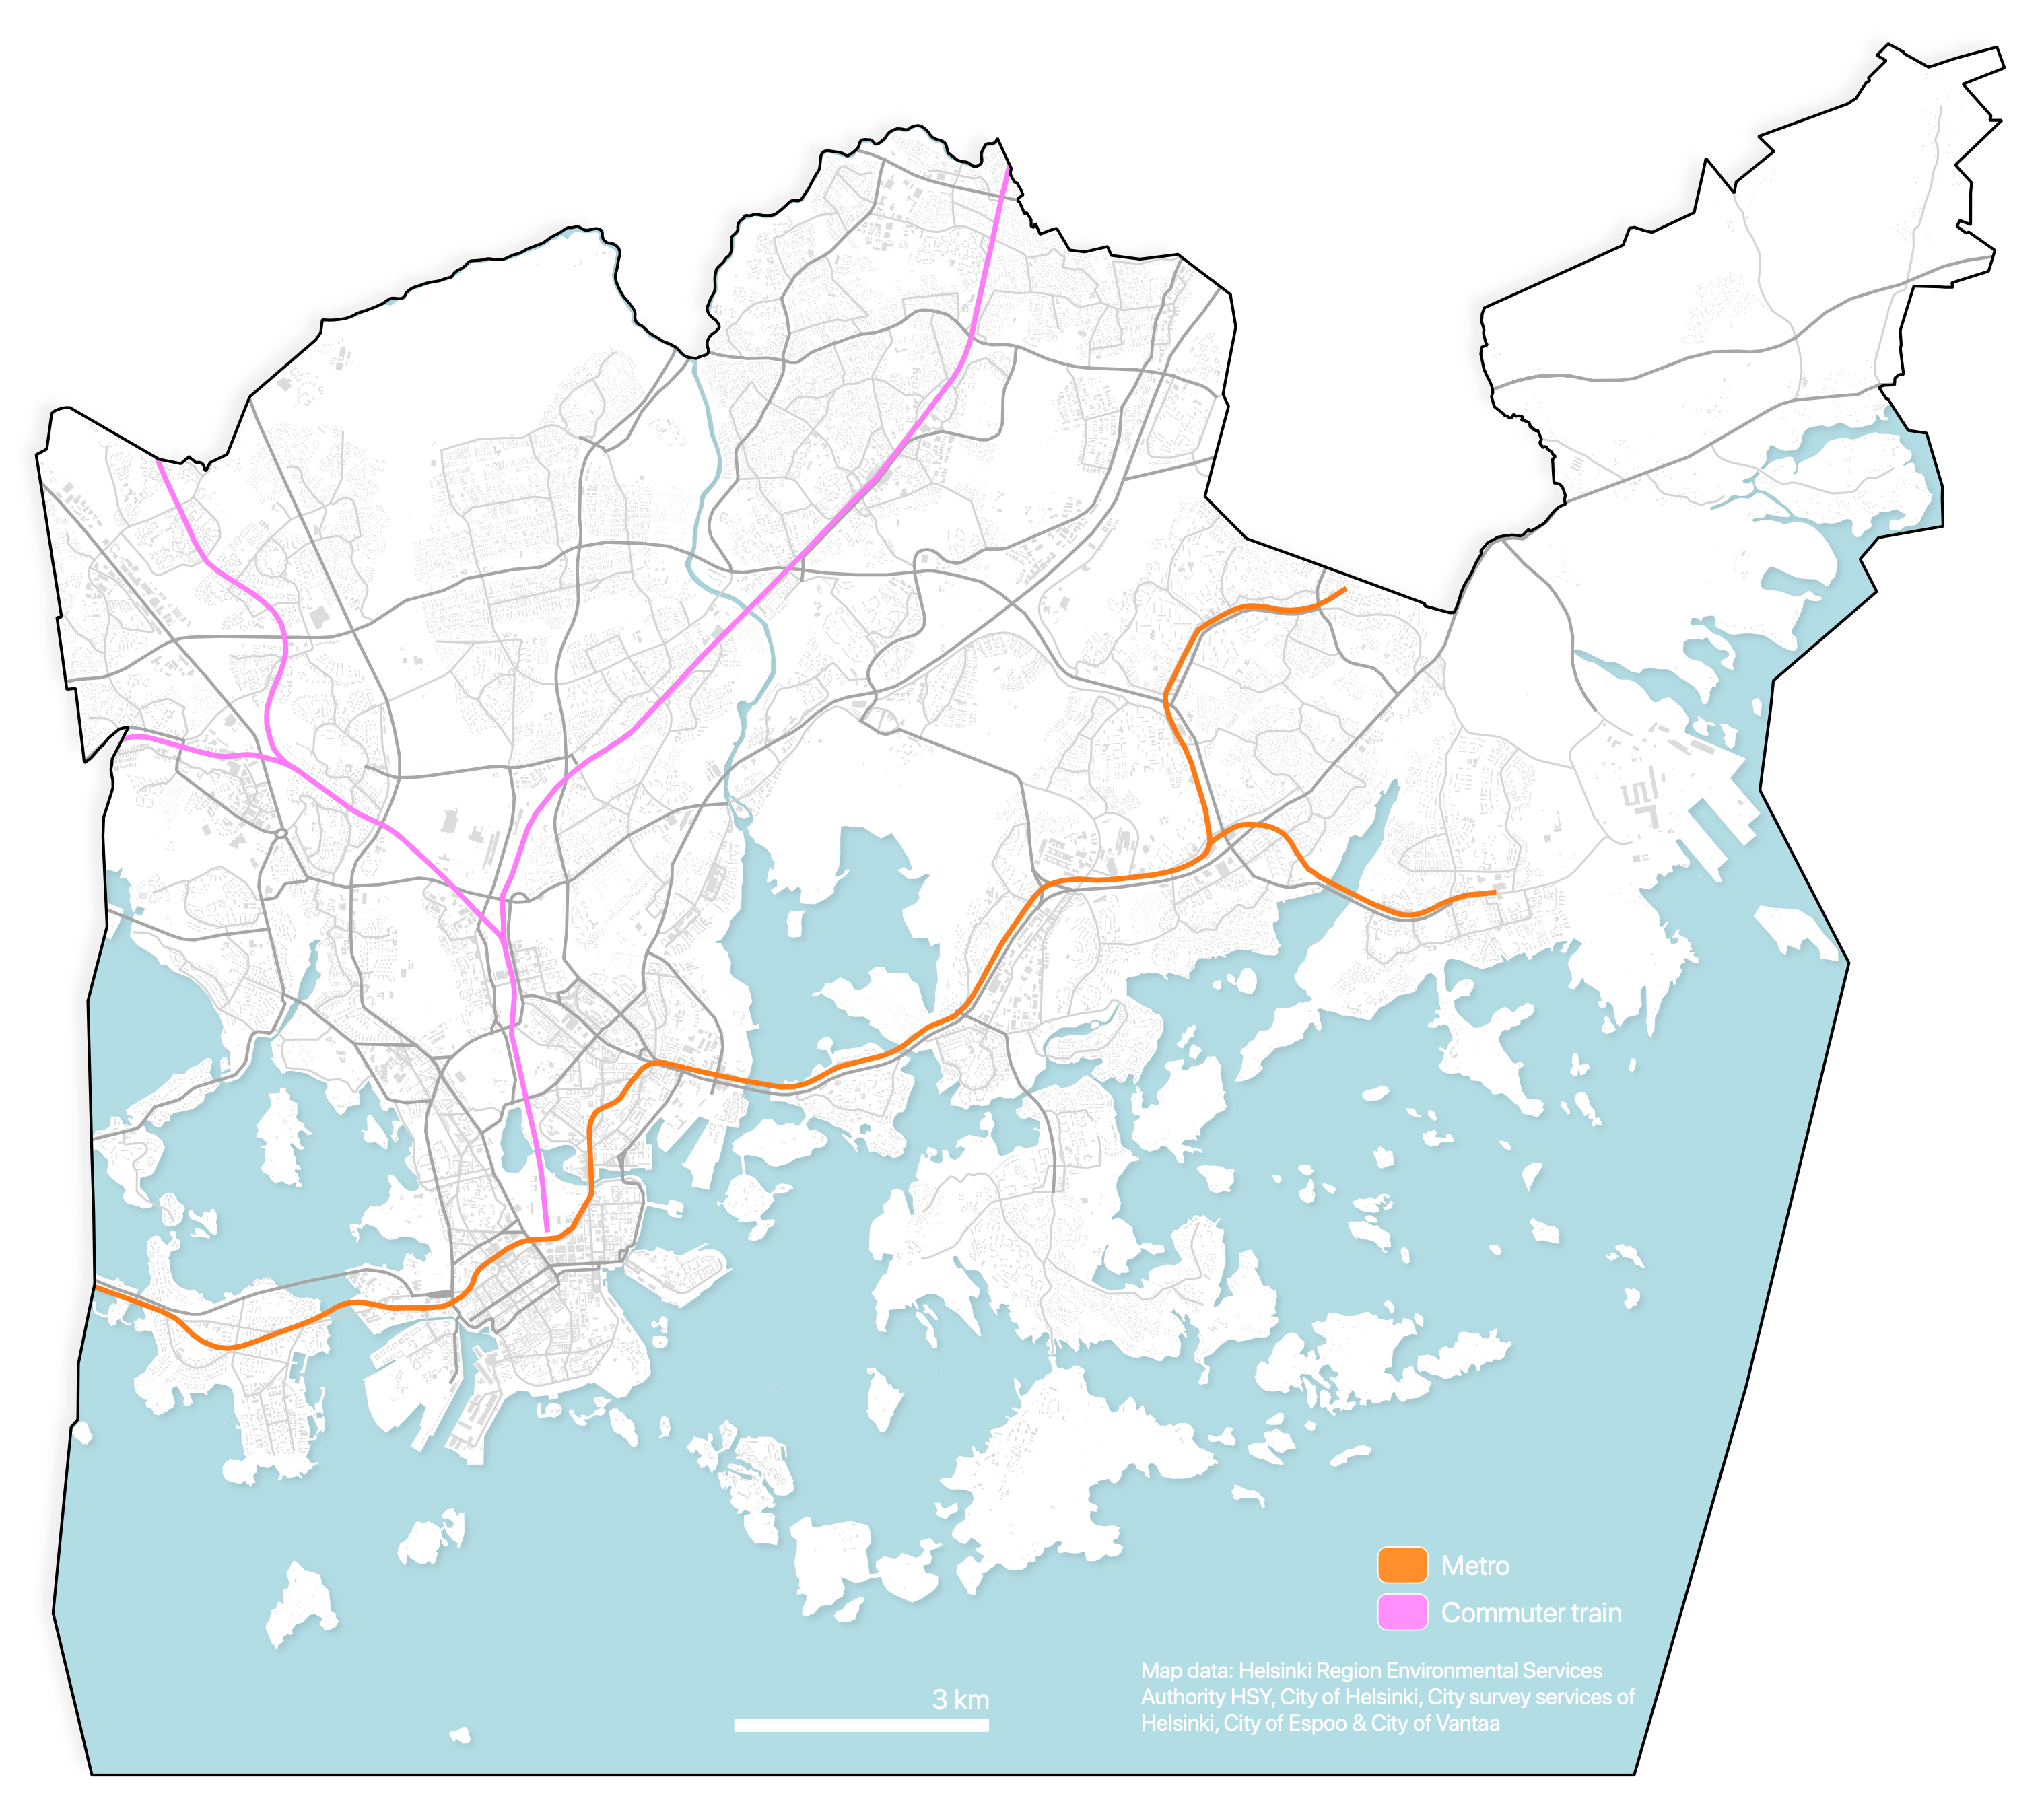 Metro
Commuter train
Map data: Helsinki Region Environmental Services
Authority HSY, City of Helsinki, City survey services of
Helsinki, City of Espoo & City of Vantaa
3 km